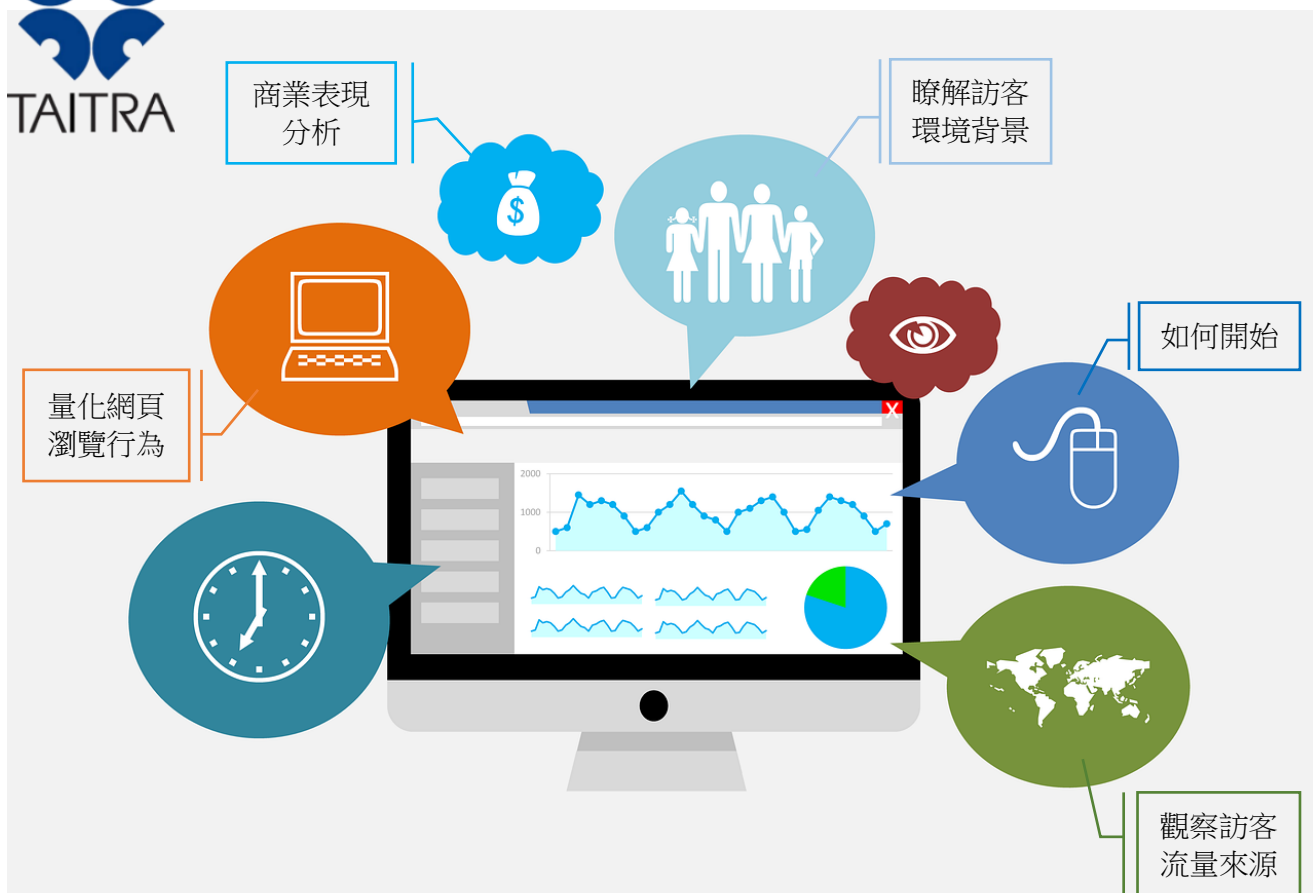 TAITRA
商業表現
分析
瞭解訪客
環境背景
$
如何開始
量化網頁
瀏覽行為
X
2000
1000
0
觀察訪客
流量來源